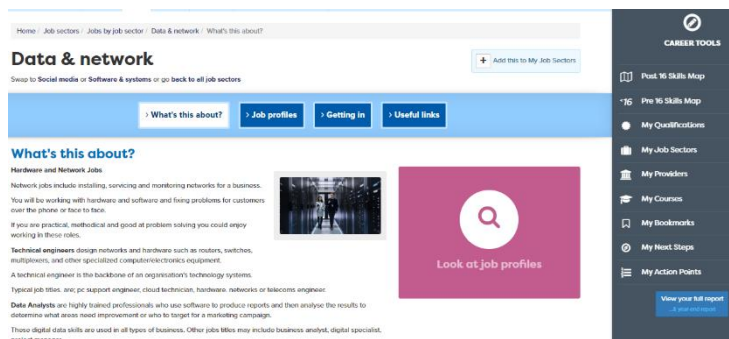 Home / Job sectors / Jobs by job sector / Data & network / What's this about?
Data & network
+ Add this to My Job Sectors
Swap to Social media or Software & systems or go back to all job sectors
› What's this about?
› Job profiles
› Getting in
› Useful links
What's this about?
Hardware and Network Jobs
Network jobs include installing, servicing and monitoring networks for a business.
You will be working with hardware and software and fixing problems for customers
over the phone or face to face.
If you are practical, methodical and good at problem solving you could enjoy
working in these roles.
Technical engineers design networks and hardware such as routers, switches,
multiplexers, and other specialized computer/electronics equipment.
A technical engineer is the backbone of an organisation's technology systems.
Typical job titles. are; pc support engineer, cloud technician, hardware. networks or telecoms engineer.
Data Analysts are highly trained professionals who use software to produce reports and then analyse the results to
determine what areas need improvement or who to target for a marketing campaign.
These digital data skills are used in all types of business. Other jobs titles may include business analyst, digital specialist,
Look at job profiles
CAREER TOOLS
Post 16 Skills Map
-16 Pre 16 Skills Map
My Qualifications
My Job Sectors
My Providers
My Courses
My Bookmarks
My Next Steps
My Action Points
View your full report